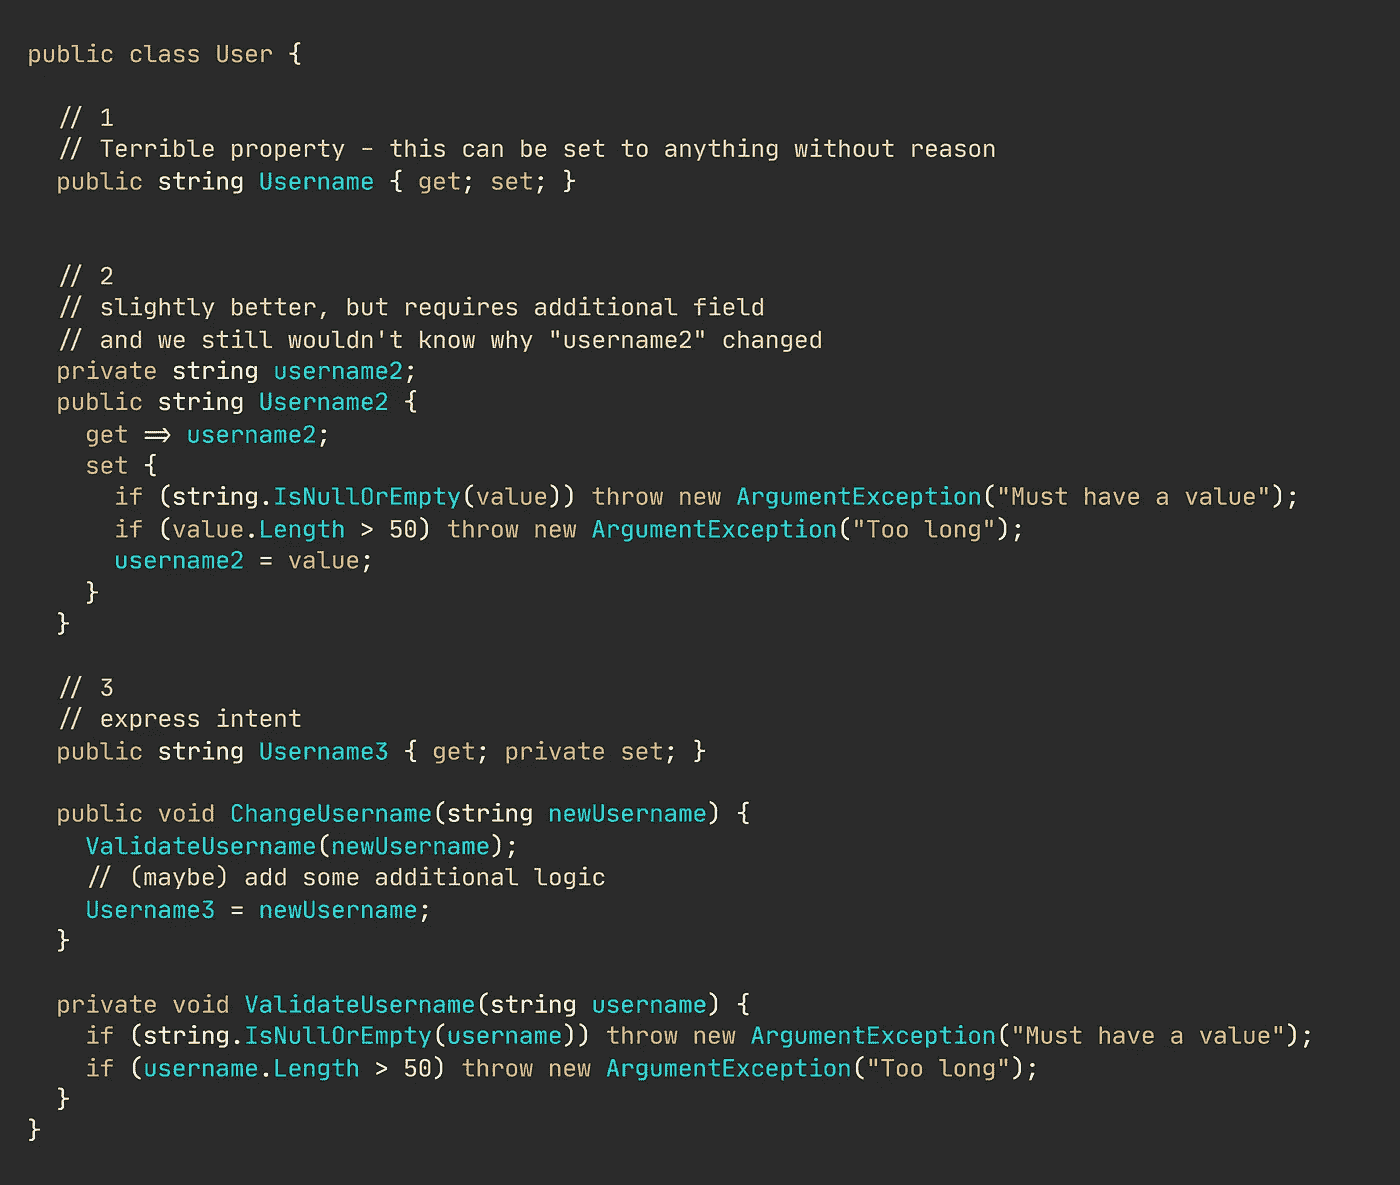 public class User {
// 1
// Terrible property - this can be set to anything without reason
public string Username { get; set; }
// 2
// slightly better, but requires additional field
// and we still wouldn't know why "username2" changed
private string username2;
public string Username2 {
get => username2;
set {
if (string.IsNullOrEmpty(value)) throw new ArgumentException("Must have a value");
if (value.Length > 50) throw new ArgumentException("Too long");
username2 = value;
}
}
// 3
// express intent
public string Username3 { get; private set; }
public void ChangeUsername(string newUsername) {
ValidateUsername(newUsername);
// (maybe) add some additional logic
Username3 = newUsername;
}
private void ValidateUsername(string username) {
if (string.IsNullOrEmpty(username)) throw new ArgumentException("Must have a value");
if (username.Length > 50) throw new ArgumentException("Too long");
}
}